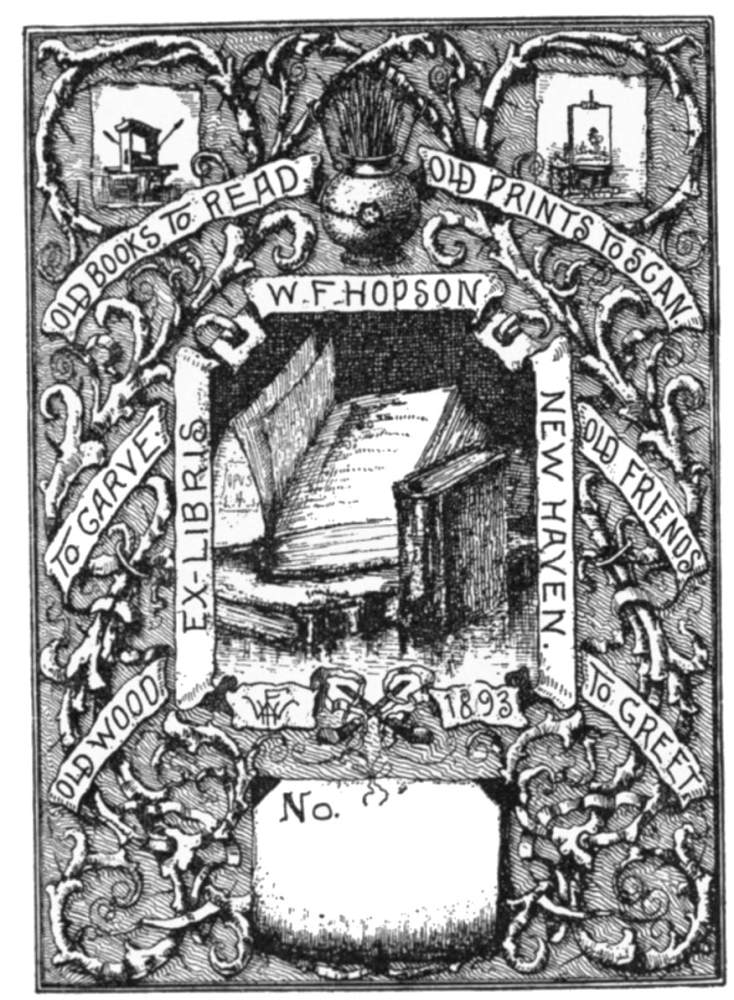 OLD BOOKS TO READ
OLD PRINTS TO SCAN.
W. F. HOPSON
EX-LIBRIS
NEW HAVEN.
OLD WOOD
TO CARVE
OLD FRIENDS
TO GREET
OPUS
WFH
1893
No.